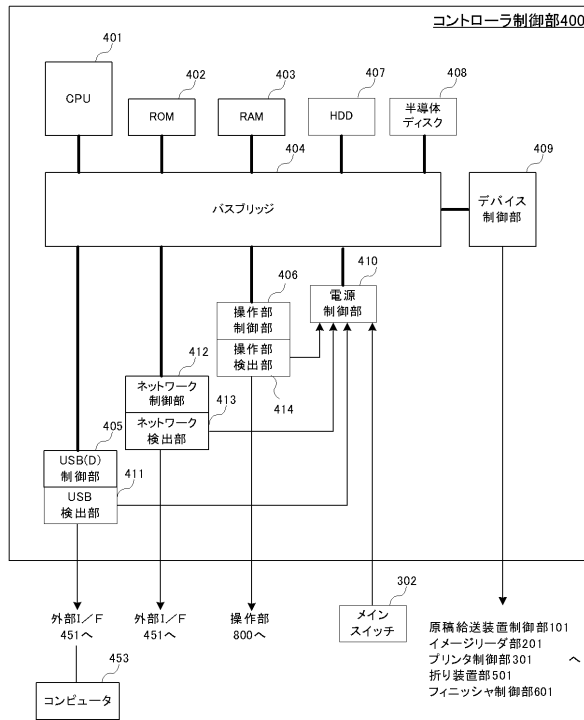 コントローラ制御部400
401
CPU
402
ROM
403
RAM
407
HDD
408
半導体
ディスク
404
バスブリッジ
409
デバイス
制御部
406
操作部
制御部
操作部
検出部
414
410
電源
制御部
412
ネットワーク
制御部
413
ネットワーク
検出部
405
USB(D)
制御部
411
USB
検出部
外部I/F
451へ
外部I/F
451へ
操作部
800へ
302
メイン
スイッチ
原稿給送装置制御部101
イメージリーダ部201
プリンタ制御部301 へ
折り装置部501
フィニッシャ制御部601
453
コンピュータ